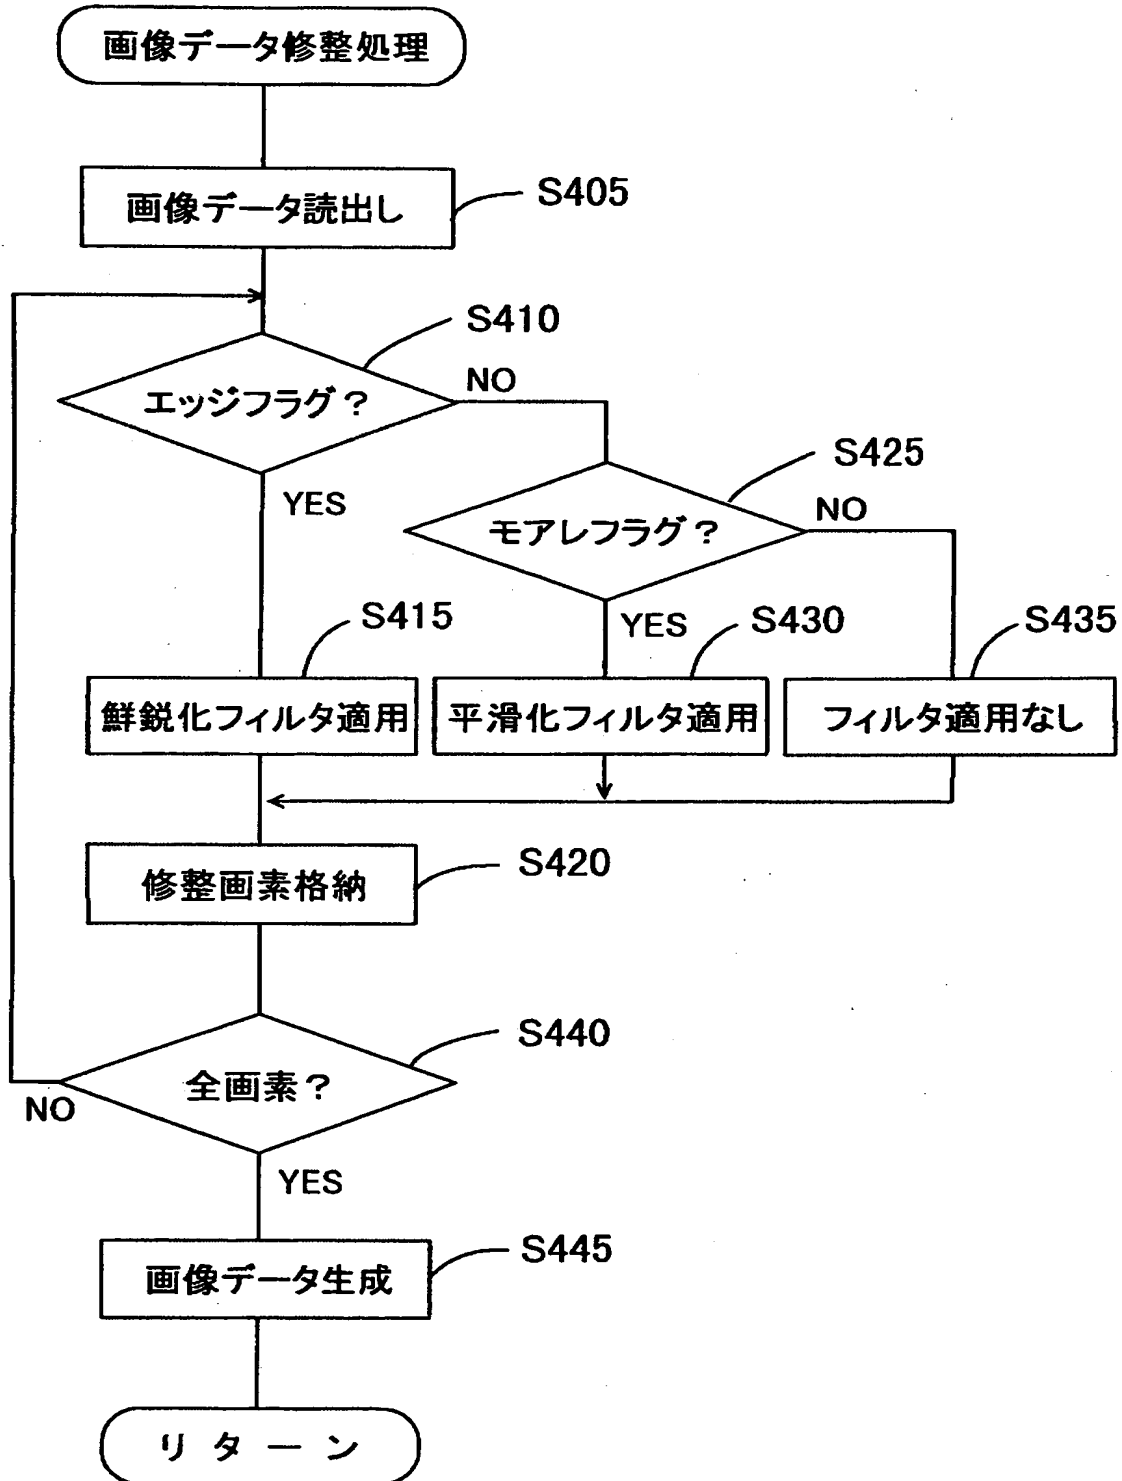 画像データ修整処理
画像データ読出し
S405
S410
エッジフラグ?
NO
YES
S425
モアレフラグ?
NO
YES
S415
S430
S435
鮮鋭化フィルタ適用
平滑化フィルタ適用
フィルタ適用なし
修整画素格納
S420
S440
全画素?
NO
YES
画像データ生成
S445
リターン